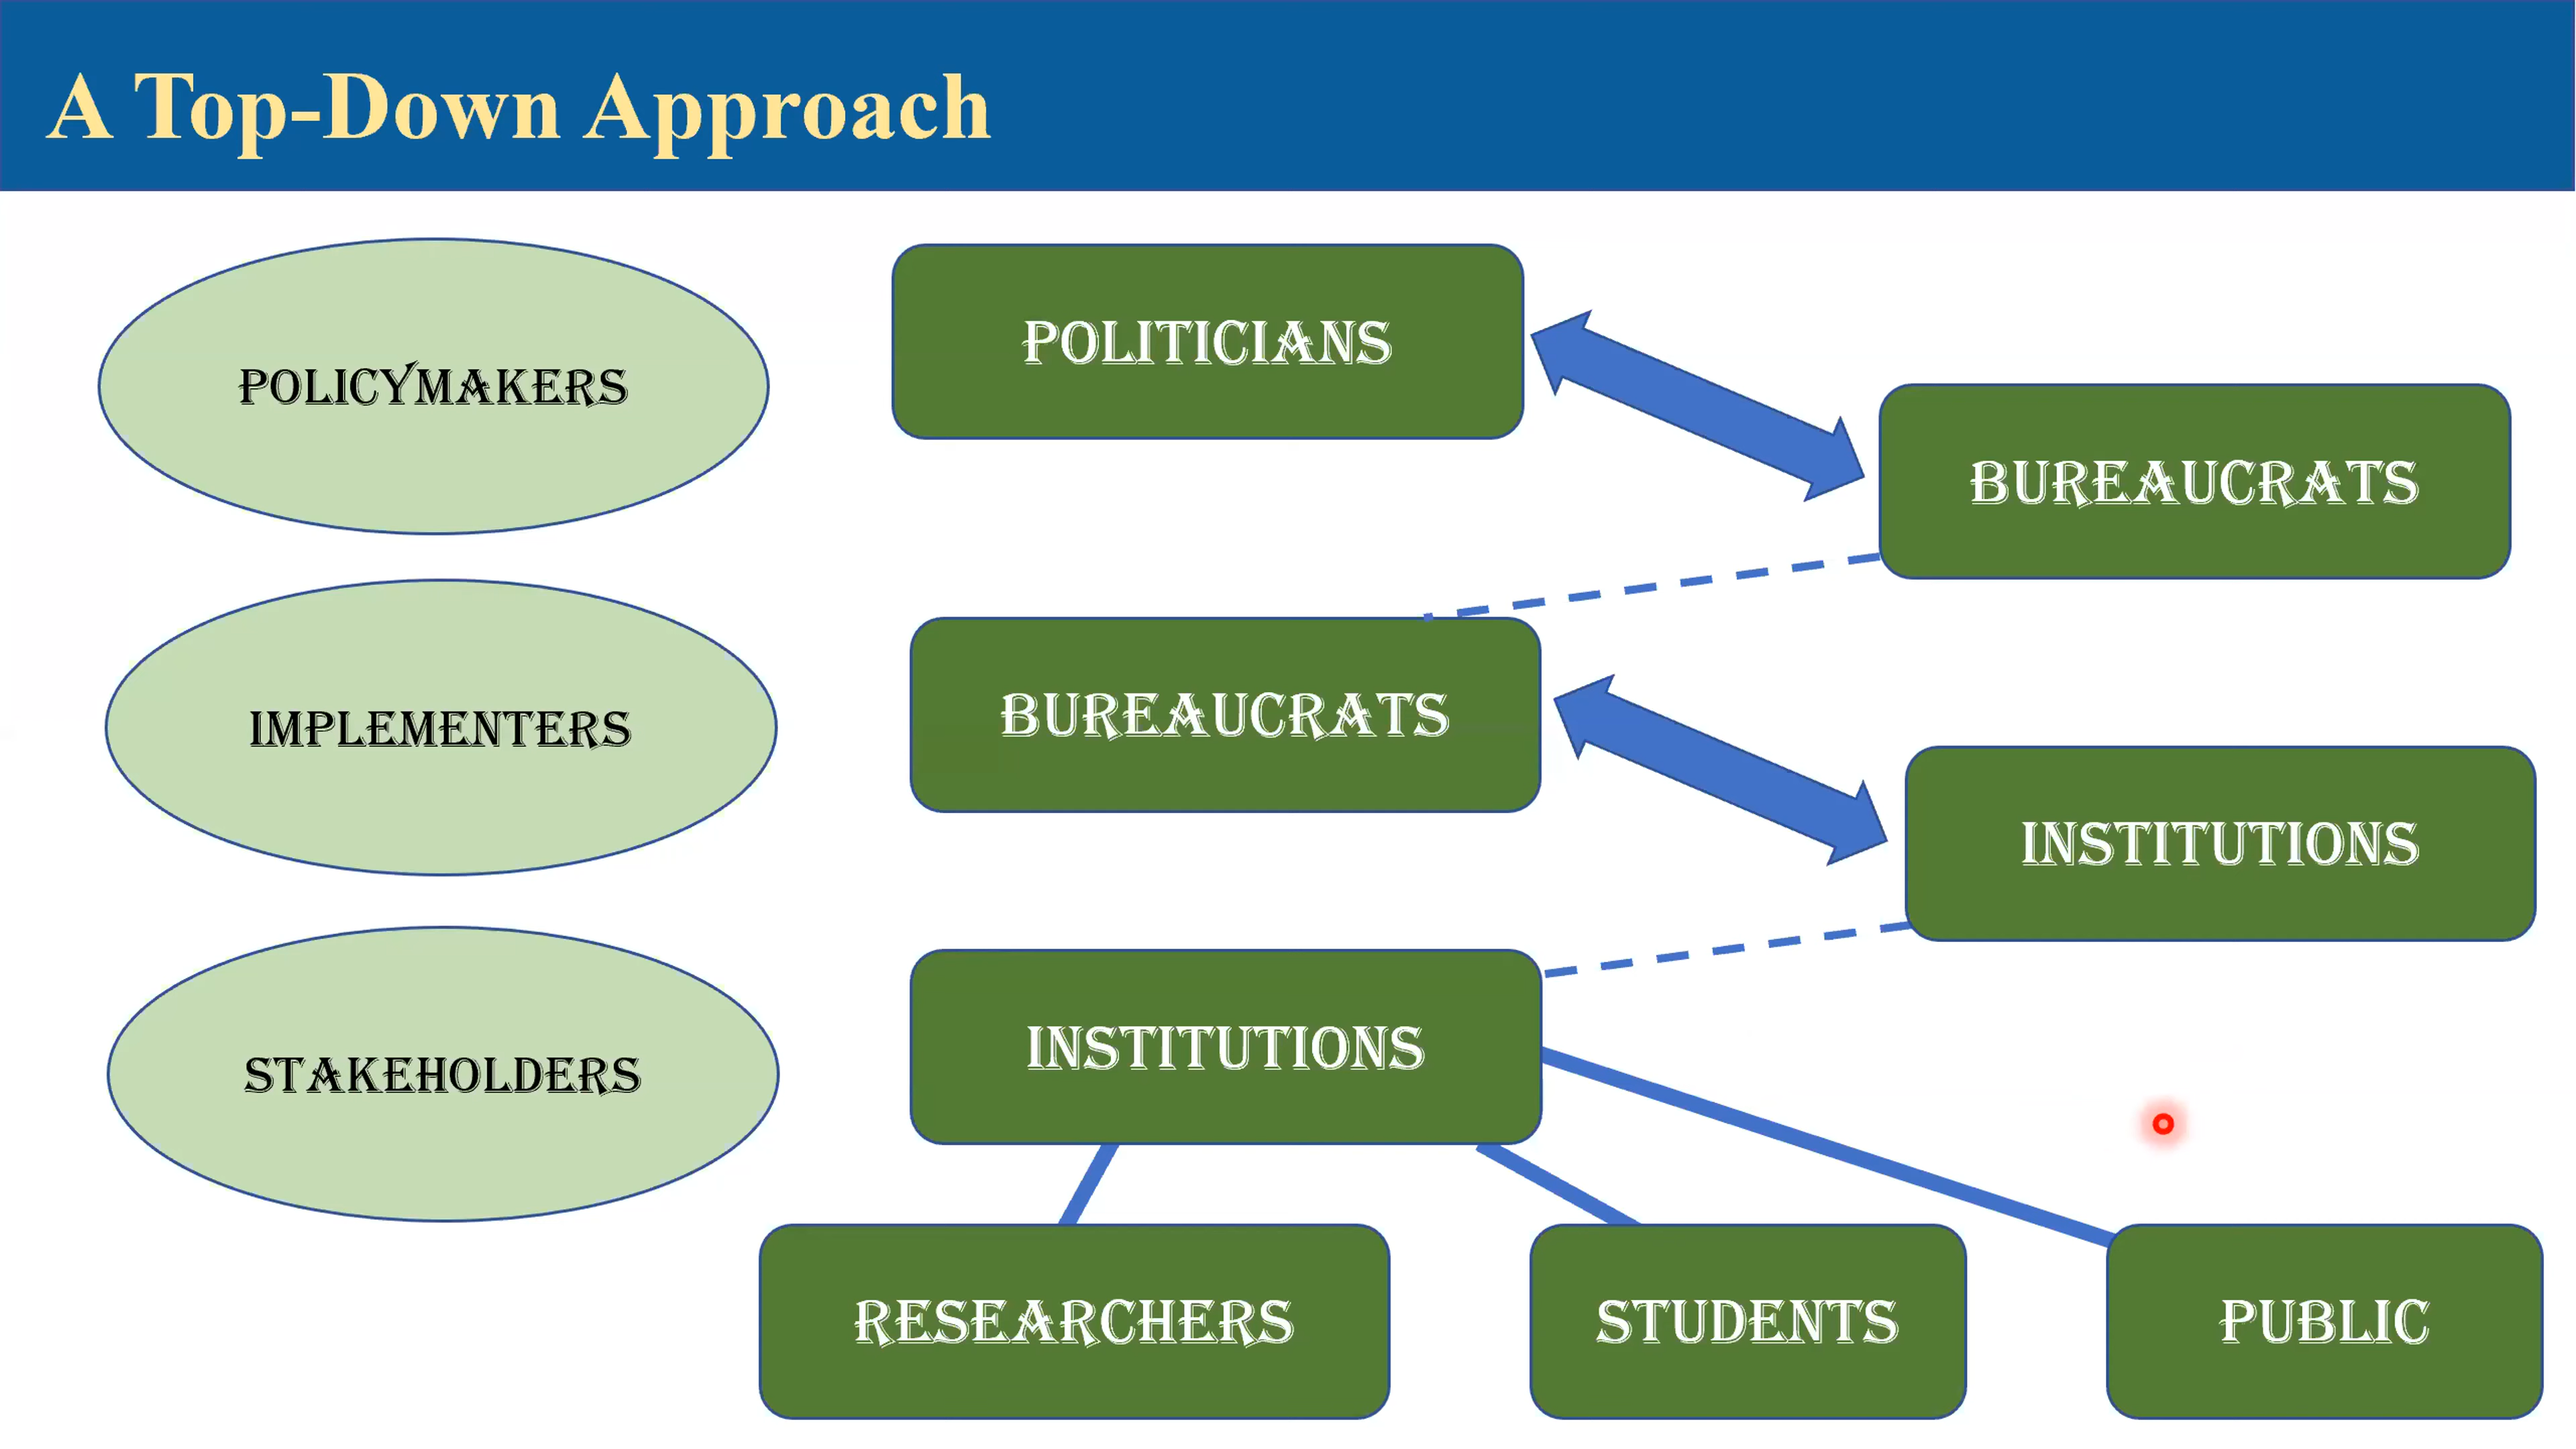 A Top-Down Approach
POLICYMAKERS
POLITICIANS
BUREAUCRATS
IMPLEMENTERS
BUREAUCRATS
INSTITUTIONS
STAKEHOLDERS
INSTITUTIONS
RESEARCHERS
STUDENTS
PUBLIC